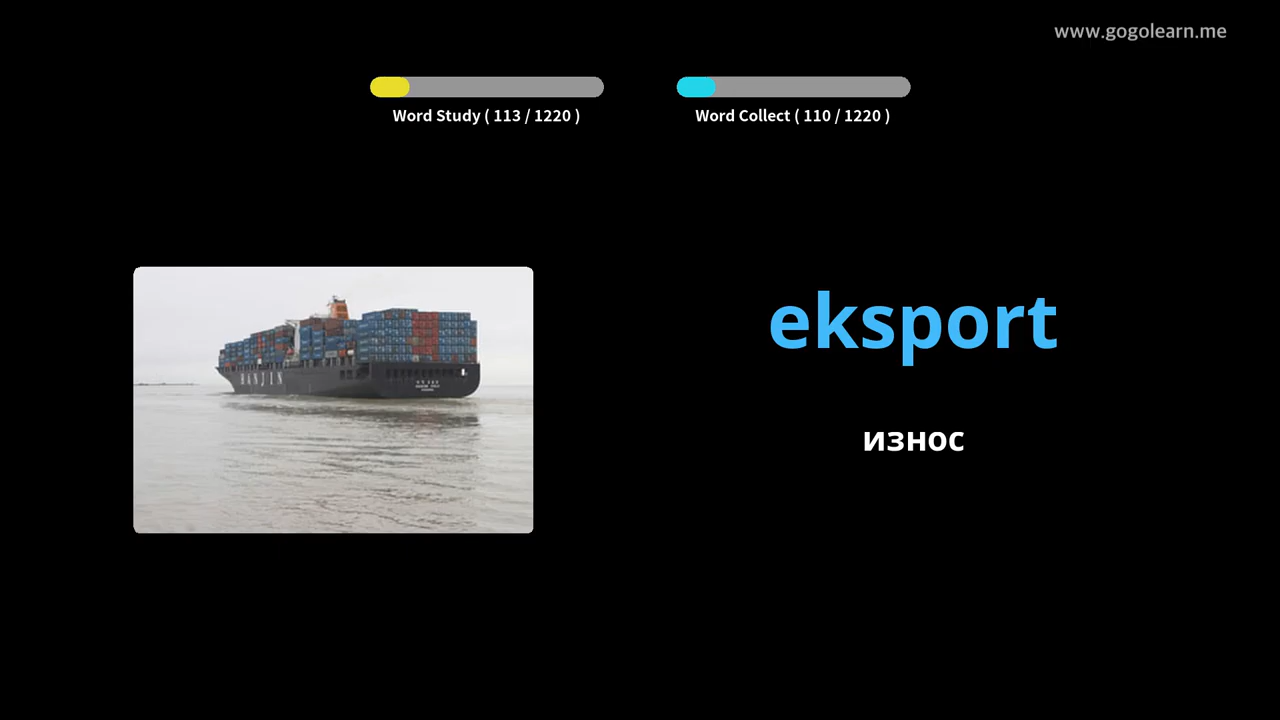 www.gogolearn.me
Word Study ( 113 / 1220 )
Word Collect ( 110 / 1220 )
HANJIN
eksport
износ